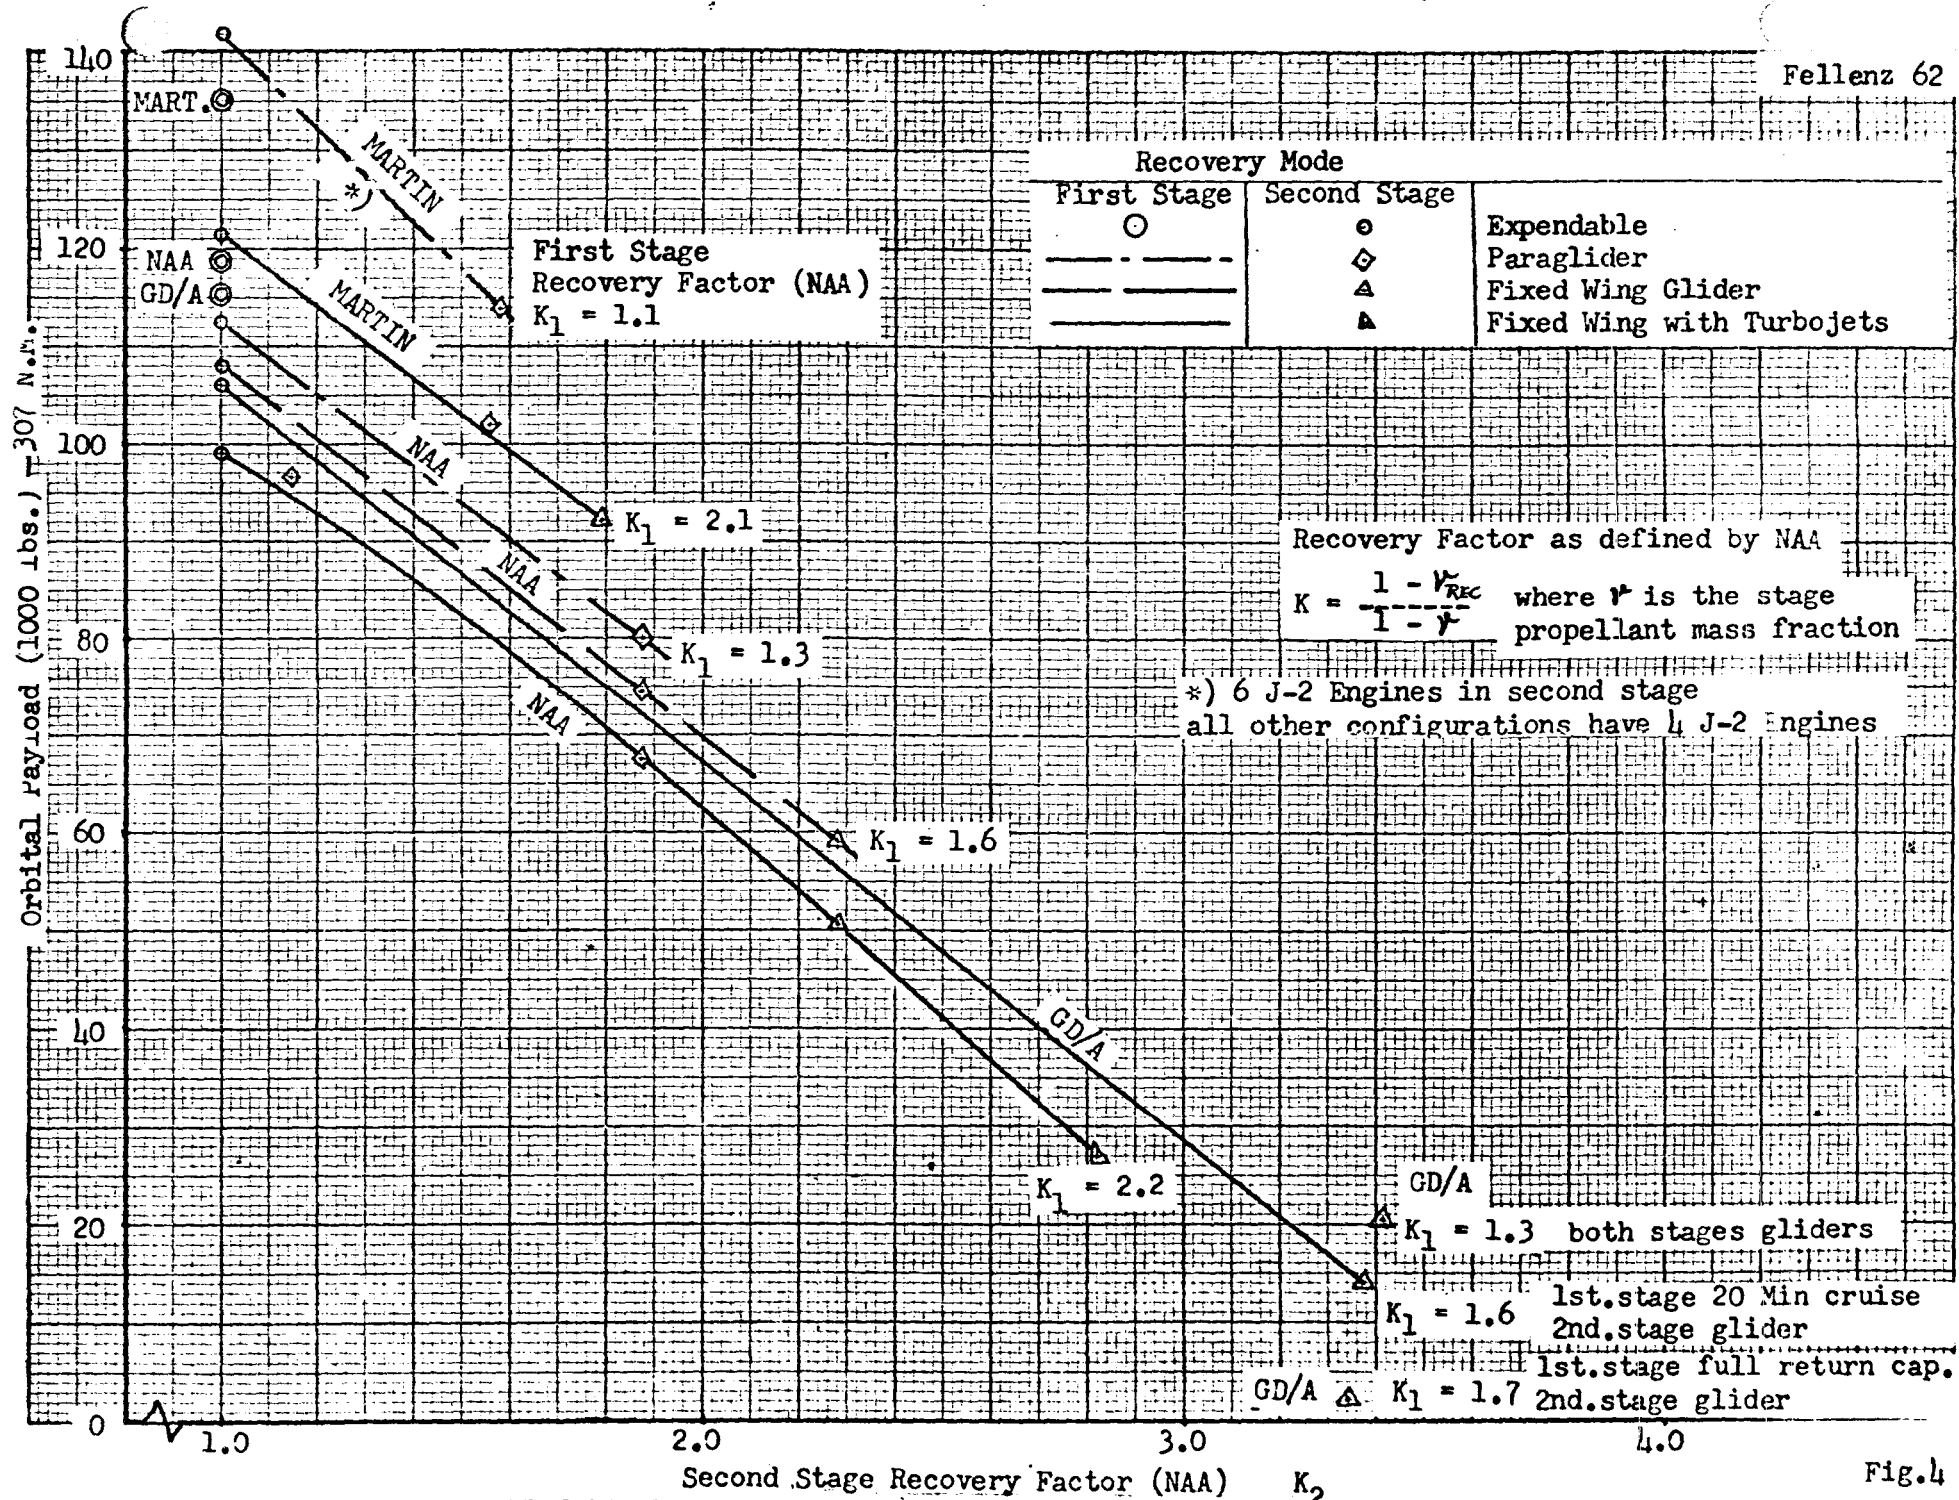 Fellenz 62
140
MART.
120
NAA
GD/A
100
80
60
40
20
0
1.0
2.0
3.0
4.0
Orbital Payload (1000 lbs.) - 307 N.M.
Second Stage Recovery Factor (NAA) K2
Fig.4
Recovery Mode
First Stage Second Stage
Expendable
Paraglider
Fixed Wing Glider
Fixed Wing with Turbojets
MARTIN
*)
First Stage
Recovery Factor (NAA)
K1 = 1.1
MARTIN
K1 = 2.1
NAA
K1 = 1.3
NAA
K1 = 1.6
NAA
K1 = 2.2
GD/A
Recovery Factor as defined by NAA
K = (1 - νREC) / (1 - ν) where ν is the stage
propellant mass fraction
*) 6 J-2 Engines in second stage
all other configurations have 4 J-2 Engines
GD/A
K1 = 1.3 both stages gliders
K1 = 1.6 1st.stage 20 Min cruise
2nd.stage glider
GD/A K1 = 1.7 1st.stage full return cap.
2nd.stage glider